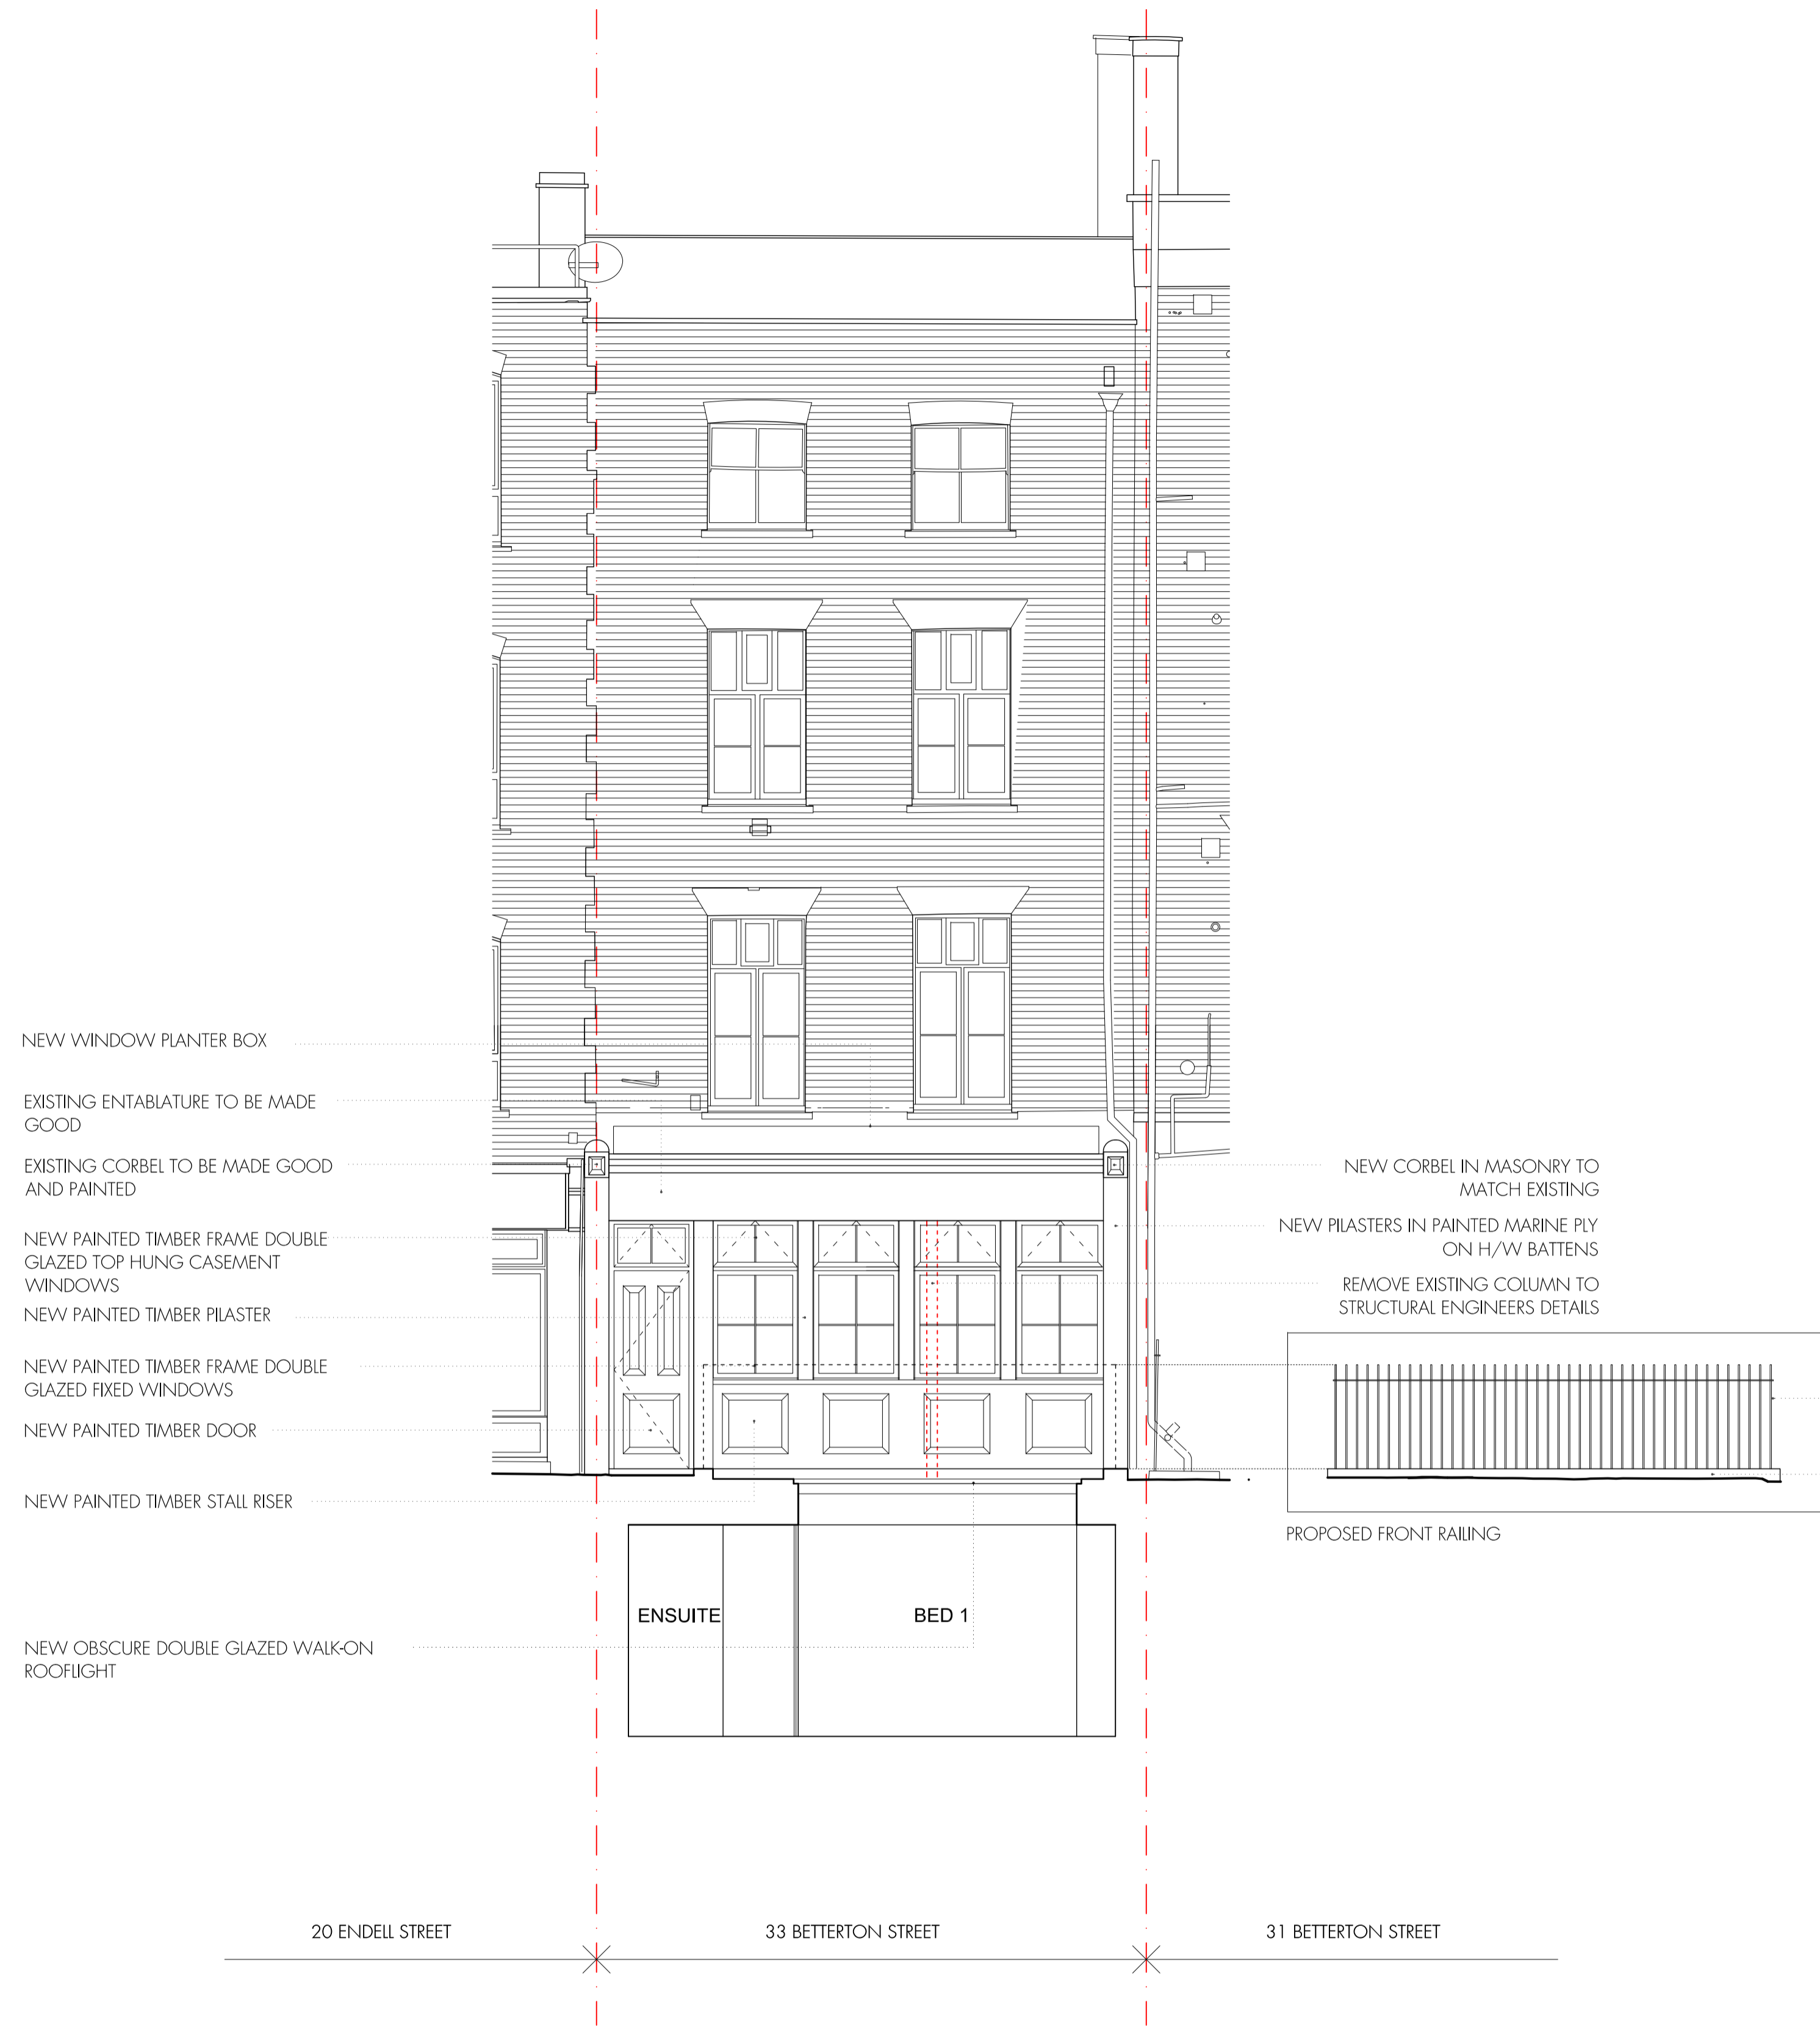 NEW WINDOW PLANTER BOX
EXISTING ENTABLATURE TO BE MADE
GOOD
EXISTING CORBEL TO BE MADE GOOD
AND PAINTED
NEW PAINTED TIMBER FRAME DOUBLE
GLAZED TOP HUNG CASEMENT
WINDOWS
NEW PAINTED TIMBER PILASTER
NEW PAINTED TIMBER FRAME DOUBLE
GLAZED FIXED WINDOWS
NEW PAINTED TIMBER DOOR
NEW PAINTED TIMBER STALL RISER
NEW OBSCURE DOUBLE GLAZED WALK-ON
ROOFLIGHT
NEW CORBEL IN MASONRY TO
MATCH EXISTING
NEW PILASTERS IN PAINTED MARINE PLY
ON H/W BATTENS
REMOVE EXISTING COLUMN TO
STRUCTURAL ENGINEERS DETAILS
PROPOSED FRONT RAILING
ENSUITE
BED 1
20 ENDELL STREET
33 BETTERTON STREET
31 BETTERTON STREET